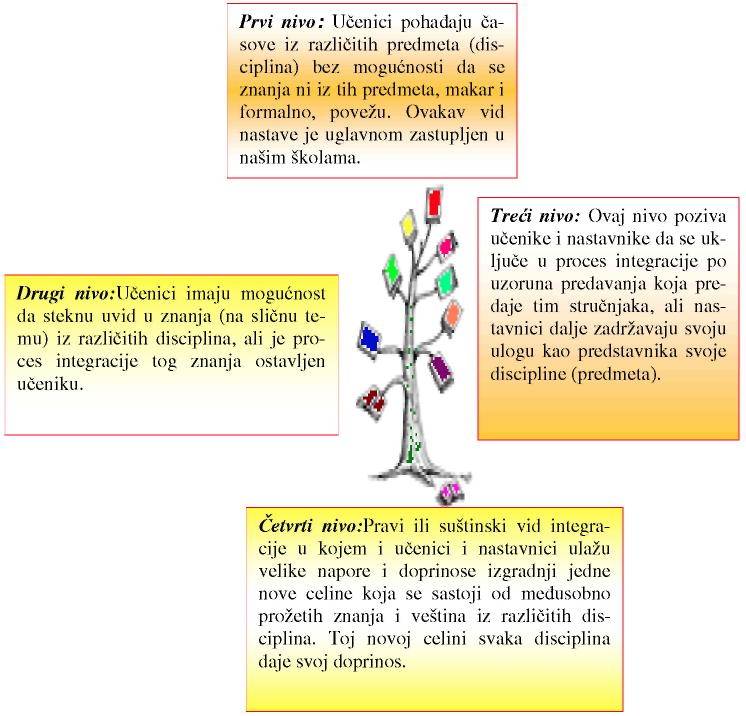 Prvi nivo: Učenici pohađaju ča-
sove iz različitih predmeta (dis-
ciplina) bez mogućnosti da se
znanja ni iz tih predmeta, makar i
formalno, povežu. Ovakav vid
nastave je uglavnom zastupljen u
našim školama.
Drugi nivo:Učenici imaju mogućnost
da steknu uvid u znanja (na sličnu te-
mu) iz različitih disciplina, ali je pro-
ces integracije tog znanja ostavljen
učeniku.
Treći nivo: Ovaj nivo poziva
učenike i nastavnike da se uk-
ljuče u proces integracije po
uzoruna predavanja koja pre-
daje tim stručnjaka, ali nas-
tavnici dalje zadržavaju svoju
ulogu kao predstavnika svoje
discipline (predmeta).
Četvrti nivo:Pravi ili suštinski vid integra-
cije u kojem i učenici i nastavnici ulažu
velike napore i doprinose izgradnji jedne
nove celine koja se sastoji od međusobno
prožetih znanja i veština iz različitih dis-
ciplina. Toj novoj celini svaka disciplina
daje svoj doprinos.